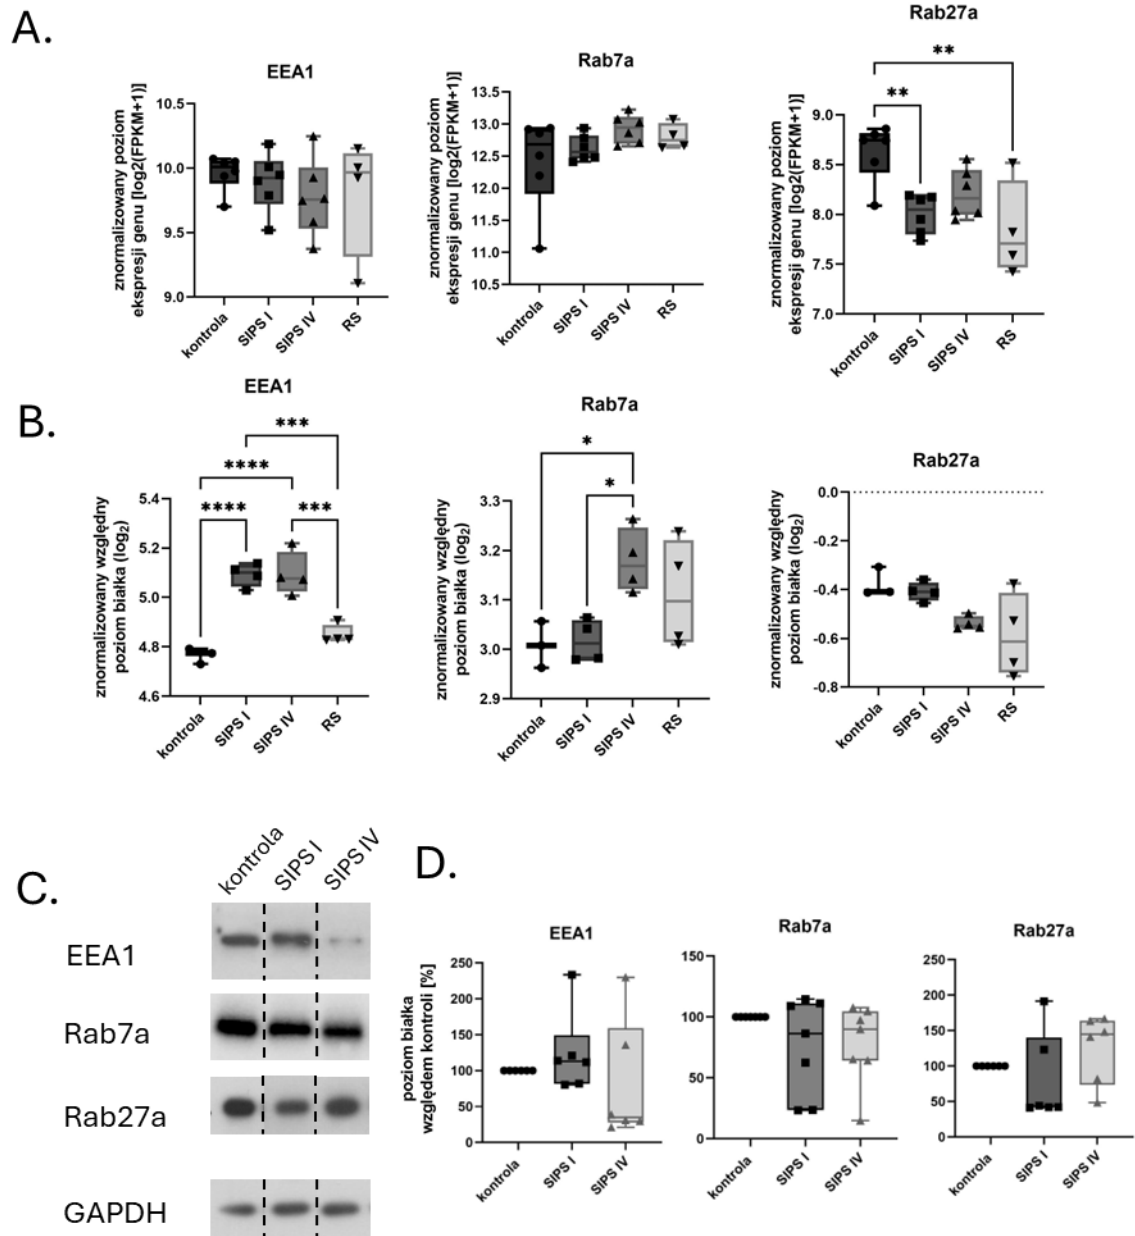 A.
EEA1
znormalizowany poziom
ekspresji genu [log2(FPKM+1)]
10.5
10.0
9.5
9.0
kontrola
SIPS I
SIPS IV
RS
Rab7a
znormalizowany poziom
ekspresji genu [log2(FPKM+1)]
13.5
13.0
12.5
12.0
11.5
11.0
10.5
kontrola
SIPS I
SIPS IV
RS
Rab27a
**
**
znormalizowany poziom
ekspresji genu [log2(FPKM+1)]
9.0
8.5
8.0
7.5
7.0
kontrola
SIPS I
SIPS IV
RS
B.
EEA1
***
****
**** ***
znormalizowany względny
poziom białka (log₂)
5.4
5.2
5.0
4.8
4.6
kontrola
SIPS I
SIPS IV
RS
Rab7a
*
*
znormalizowany względny
poziom białka (log₂)
3.3
3.2
3.1
3.0
2.9
kontrola
SIPS I
SIPS IV
RS
Rab27a
znormalizowany względny
poziom białka (log₂)
0.0
-0.2
-0.4
-0.6
-0.8
kontrola
SIPS I
SIPS IV
RS
C.
kontrola
SIPS I
SIPS IV
EEA1
Rab7a
Rab27a
GAPDH
D.
EEA1
poziom białka
względem kontroli [%]
250
200
150
100
50
0
kontrola
SIPS I
SIPS IV
Rab7a
150
100
50
0
kontrola
SIPS I
SIPS IV
Rab27a
250
200
150
100
50
0
kontrola
SIPS I
SIPS IV